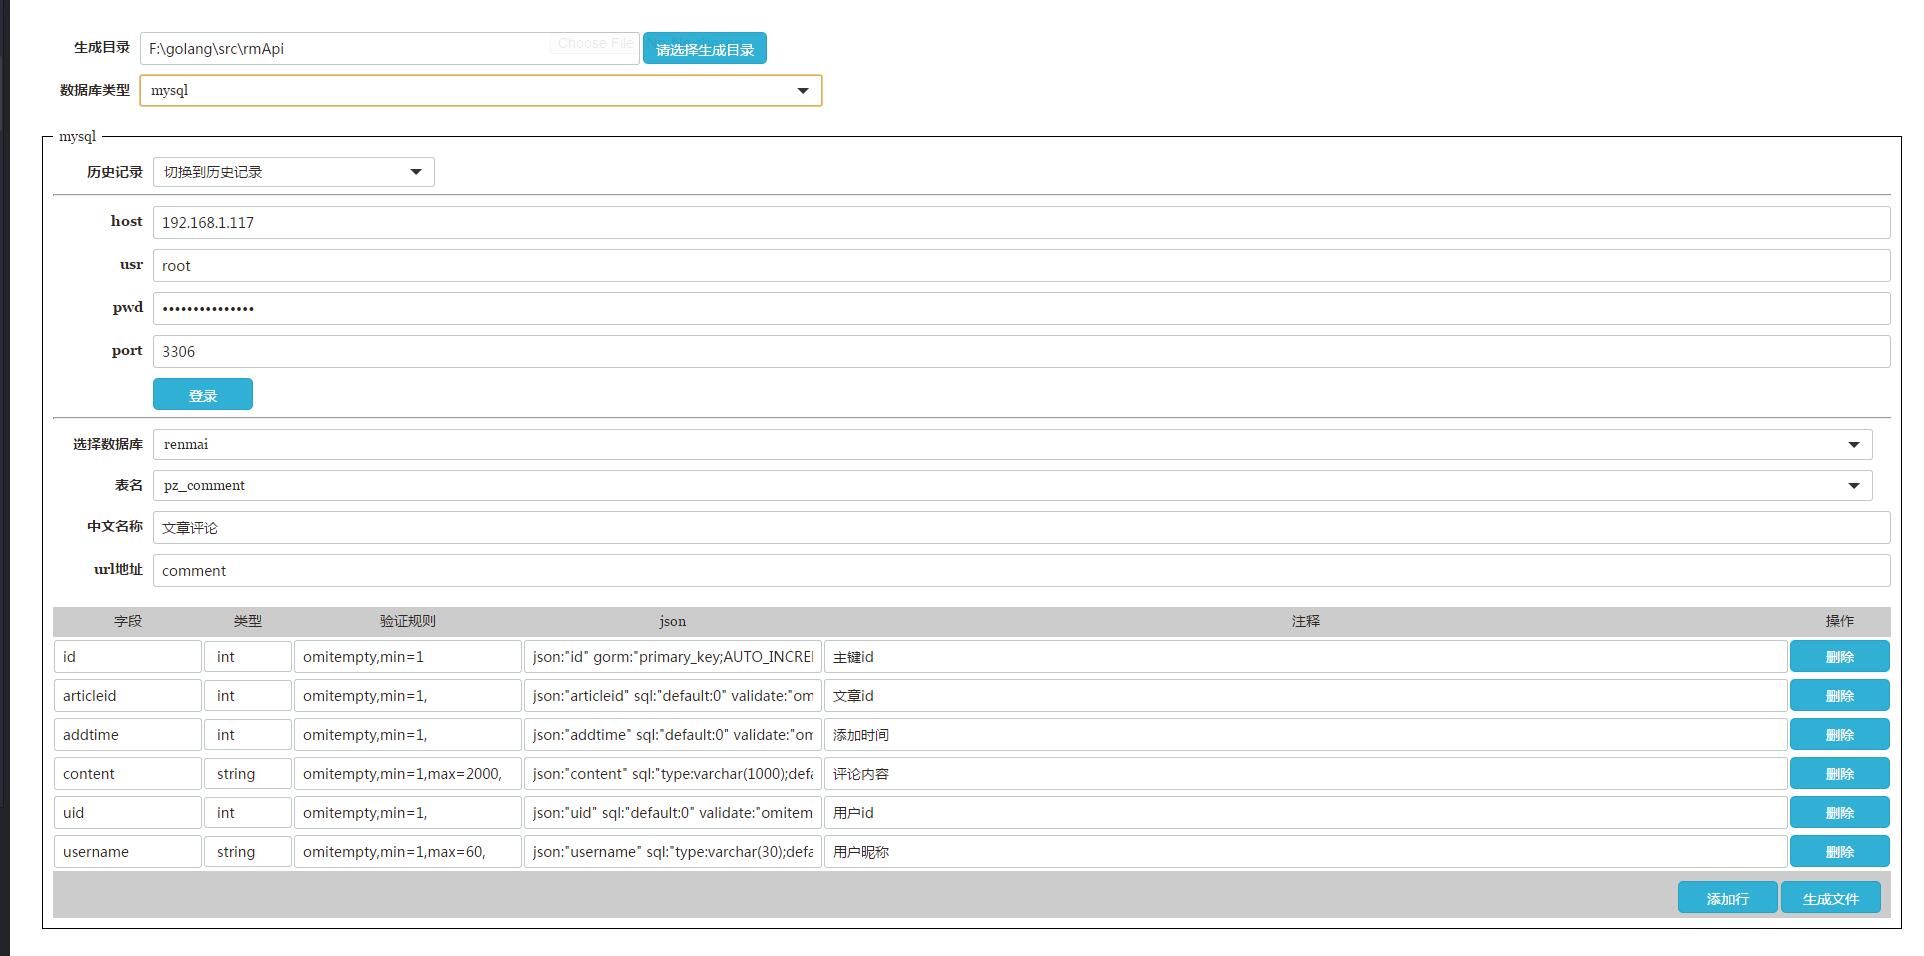 生成目录 F:\golang\src\rmApi Choose File 请选择生成目录
数据库类型 mysql
mysql
历史记录 切换到历史记录
host 192.168.1.117
usr root
pwd •••••••••••••••
port 3306
登录
选择数据库 renmai
表名 pz_comment
中文名称 文章评论
url地址 comment
字段 类型 验证规则 json 注释 操作
id int omitempty,min=1 json:"id" gorm:"primary_key;AUTO_INCREI 主键id 删除
articleid int omitempty,min=1, json:"articleid" sql:"default:0" validate:"om 文章id 删除
addtime int omitempty,min=1, json:"addtime" sql:"default:0" validate:"om 添加时间 删除
content string omitempty,min=1,max=2000, json:"content" sql:"type:varchar(1000);defa 评论内容 删除
uid int omitempty,min=1, json:"uid" sql:"default:0" validate:"omitem 用户id 删除
username string omitempty,min=1,max=60, json:"username" sql:"type:varchar(30);defa 用户昵称 删除
添加行 生成文件